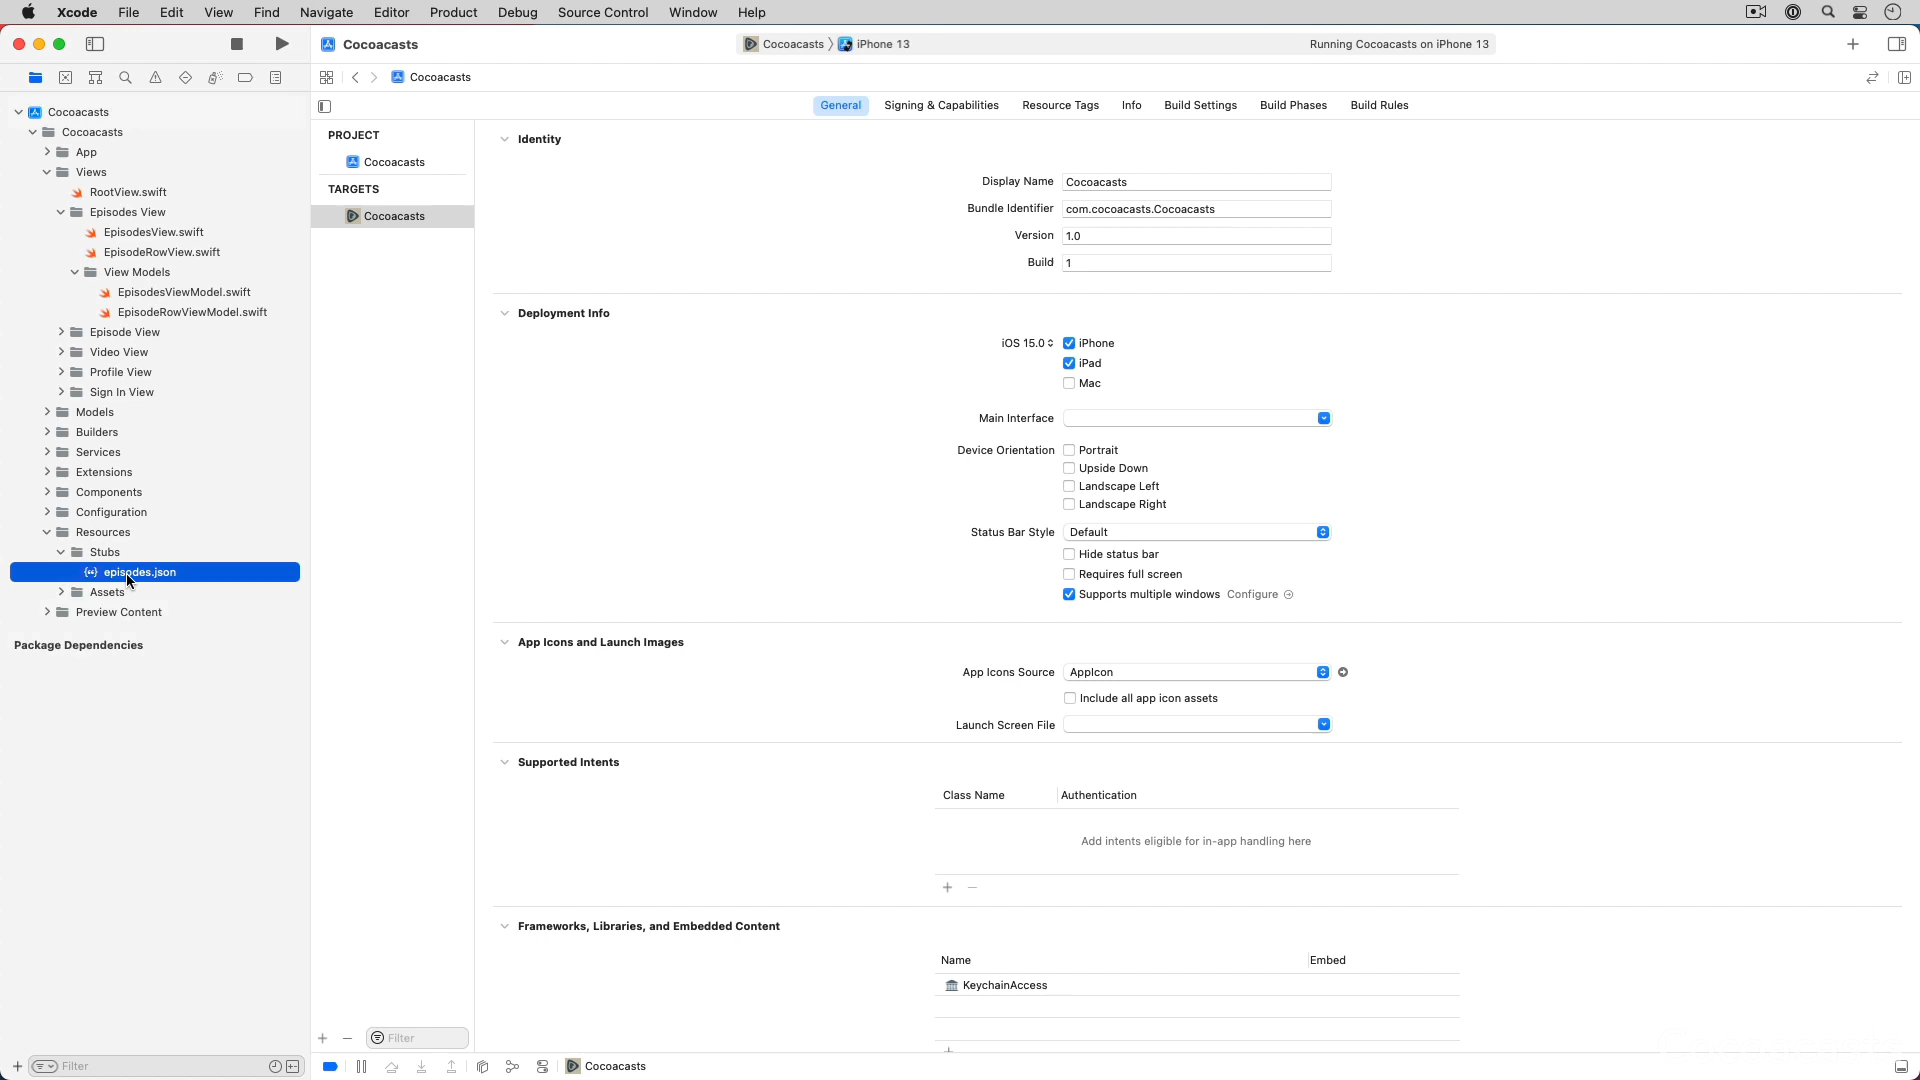 Xcode File Edit View Find Navigate Editor Product Debug Source Control Window Help
Cocoacasts
Cocoacasts iPhone 13
Running Cocoacasts on iPhone 13
Cocoacasts
Cocoacasts
Cocoacasts
App
Views
RootView.swift
Episodes View
EpisodesView.swift
EpisodeRowView.swift
View Models
EpisodesViewModel.swift
EpisodeRowViewModel.swift
Episode View
Video View
Profile View
Sign In View
Models
Builders
Services
Extensions
Components
Configuration
Resources
Stubs
episodes.json
Assets
Preview Content
Package Dependencies
Filter
PROJECT
Cocoacasts
TARGETS
Cocoacasts
Filter
General Signing & Capabilities Resource Tags Info Build Settings Build Phases Build Rules
Identity
Display Name Cocoacasts
Bundle Identifier com.cocoacasts.Cocoacasts
Version 1.0
Build 1
Deployment Info
iOS 15.0 iPhone
iPad
Mac
Main Interface
Device Orientation Portrait
Upside Down
Landscape Left
Landscape Right
Status Bar Style Default
Hide status bar
Requires full screen
Supports multiple windows Configure
App Icons and Launch Images
App Icons Source AppIcon
Include all app icon assets
Launch Screen File
Supported Intents
Class Name Authentication
Add intents eligible for in-app handling here
Frameworks, Libraries, and Embedded Content
Name Embed
KeychainAccess
Cocoacasts